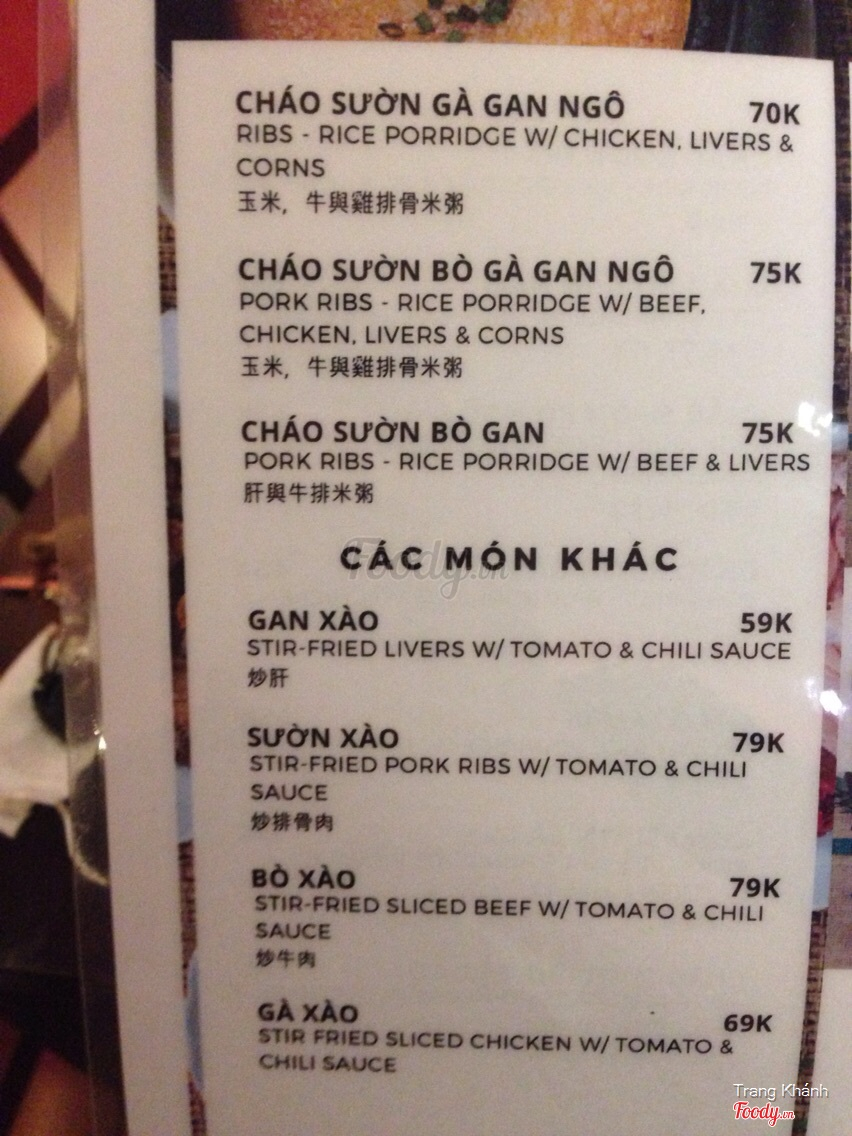 CHÁO SƯỜN GÀ GAN NGÔ 70K
RIBS - RICE PORRIDGE W/ CHICKEN, LIVERS &
CORNS
玉米, 牛與雞排骨米粥
CHÁO SƯỜN BÒ GÀ GAN NGÔ 75K
PORK RIBS - RICE PORRIDGE W/ BEEF,
CHICKEN, LIVERS & CORNS
玉米, 牛與雞排骨米粥
CHÁO SƯỜN BÒ GAN 75K
PORK RIBS - RICE PORRIDGE W/ BEEF & LIVERS
肝與牛排米粥
Foody.vn
CÁC MÓN KHÁC
GAN XÀO 59K
STIR-FRIED LIVERS W/ TOMATO & CHILI SAUCE
炒肝
SƯỜN XÀO 79K
STIR-FRIED PORK RIBS W/ TOMATO & CHILI
SAUCE
炒排骨肉
BÒ XÀO 79K
STIR-FRIED SLICED BEEF W/ TOMATO & CHILI
SAUCE
炒牛肉
GÀ XÀO 69K
STIR FRIED SLICED CHICKEN W/ TOMATO &
CHILI SAUCE
Trang Khánh
Foody.vn